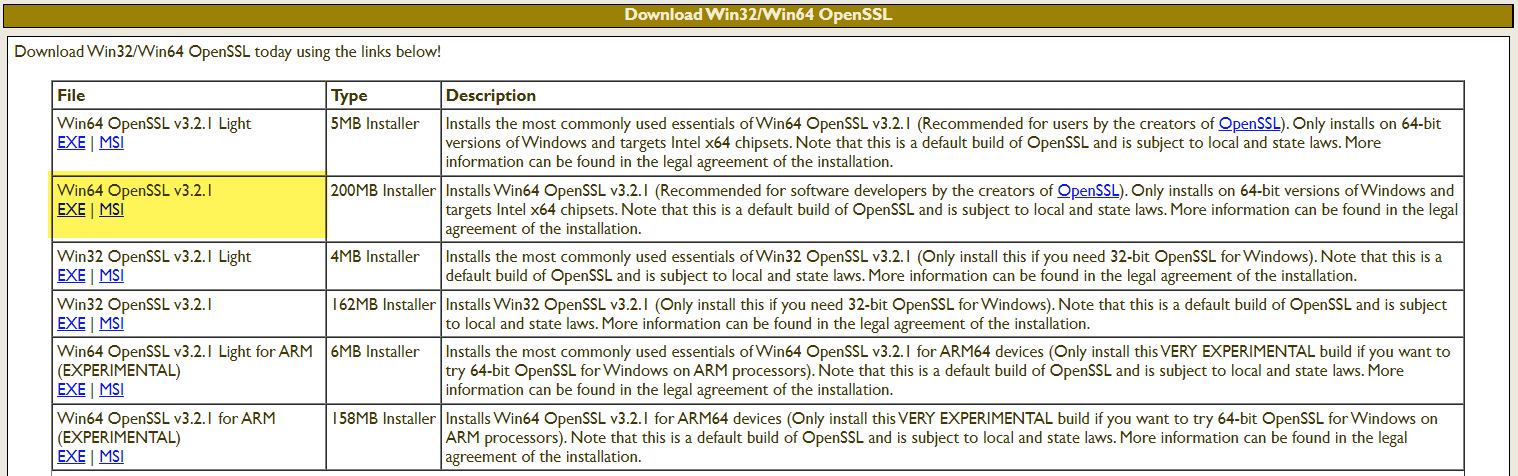 Download Win32/Win64 OpenSSL
Download Win32/Win64 OpenSSL today using the links below!
File Type Description
Win64 OpenSSL v3.2.1 Light
EXE | MSI
5MB Installer
Installs the most commonly used essentials of Win64 OpenSSL v3.2.1 (Recommended for users by the creators of OpenSSL). Only installs on 64-bit
versions of Windows and targets Intel x64 chipsets. Note that this is a default build of OpenSSL and is subject to local and state laws. More
information can be found in the legal agreement of the installation.
Win64 OpenSSL v3.2.1
EXE | MSI
200MB Installer
Installs Win64 OpenSSL v3.2.1 (Recommended for software developers by the creators of OpenSSL). Only installs on 64-bit versions of Windows and
targets Intel x64 chipsets. Note that this is a default build of OpenSSL and is subject to local and state laws. More information can be found in the legal
agreement of the installation.
Win32 OpenSSL v3.2.1 Light
EXE | MSI
4MB Installer
Installs the most commonly used essentials of Win32 OpenSSL v3.2.1 (Only install this if you need 32-bit OpenSSL for Windows). Note that this is a
default build of OpenSSL and is subject to local and state laws. More information can be found in the legal agreement of the installation.
Win32 OpenSSL v3.2.1
EXE | MSI
162MB Installer
Installs Win32 OpenSSL v3.2.1 (Only install this if you need 32-bit OpenSSL for Windows). Note that this is a default build of OpenSSL and is subject
to local and state laws. More information can be found in the legal agreement of the installation.
Win64 OpenSSL v3.2.1 Light for ARM
(EXPERIMENTAL)
EXE | MSI
6MB Installer
Installs the most commonly used essentials of Win64 OpenSSL v3.2.1 for ARM64 devices (Only install this VERY EXPERIMENTAL build if you want to
try 64-bit OpenSSL for Windows on ARM processors). Note that this is a default build of OpenSSL and is subject to local and state laws. More
information can be found in the legal agreement of the installation.
Win64 OpenSSL v3.2.1 for ARM
(EXPERIMENTAL)
EXE | MSI
158MB Installer
Installs Win64 OpenSSL v3.2.1 for ARM64 devices (Only install this VERY EXPERIMENTAL build if you want to try 64-bit OpenSSL for Windows on
ARM processors). Note that this is a default build of OpenSSL and is subject to local and state laws. More information can be found in the legal
agreement of the installation.